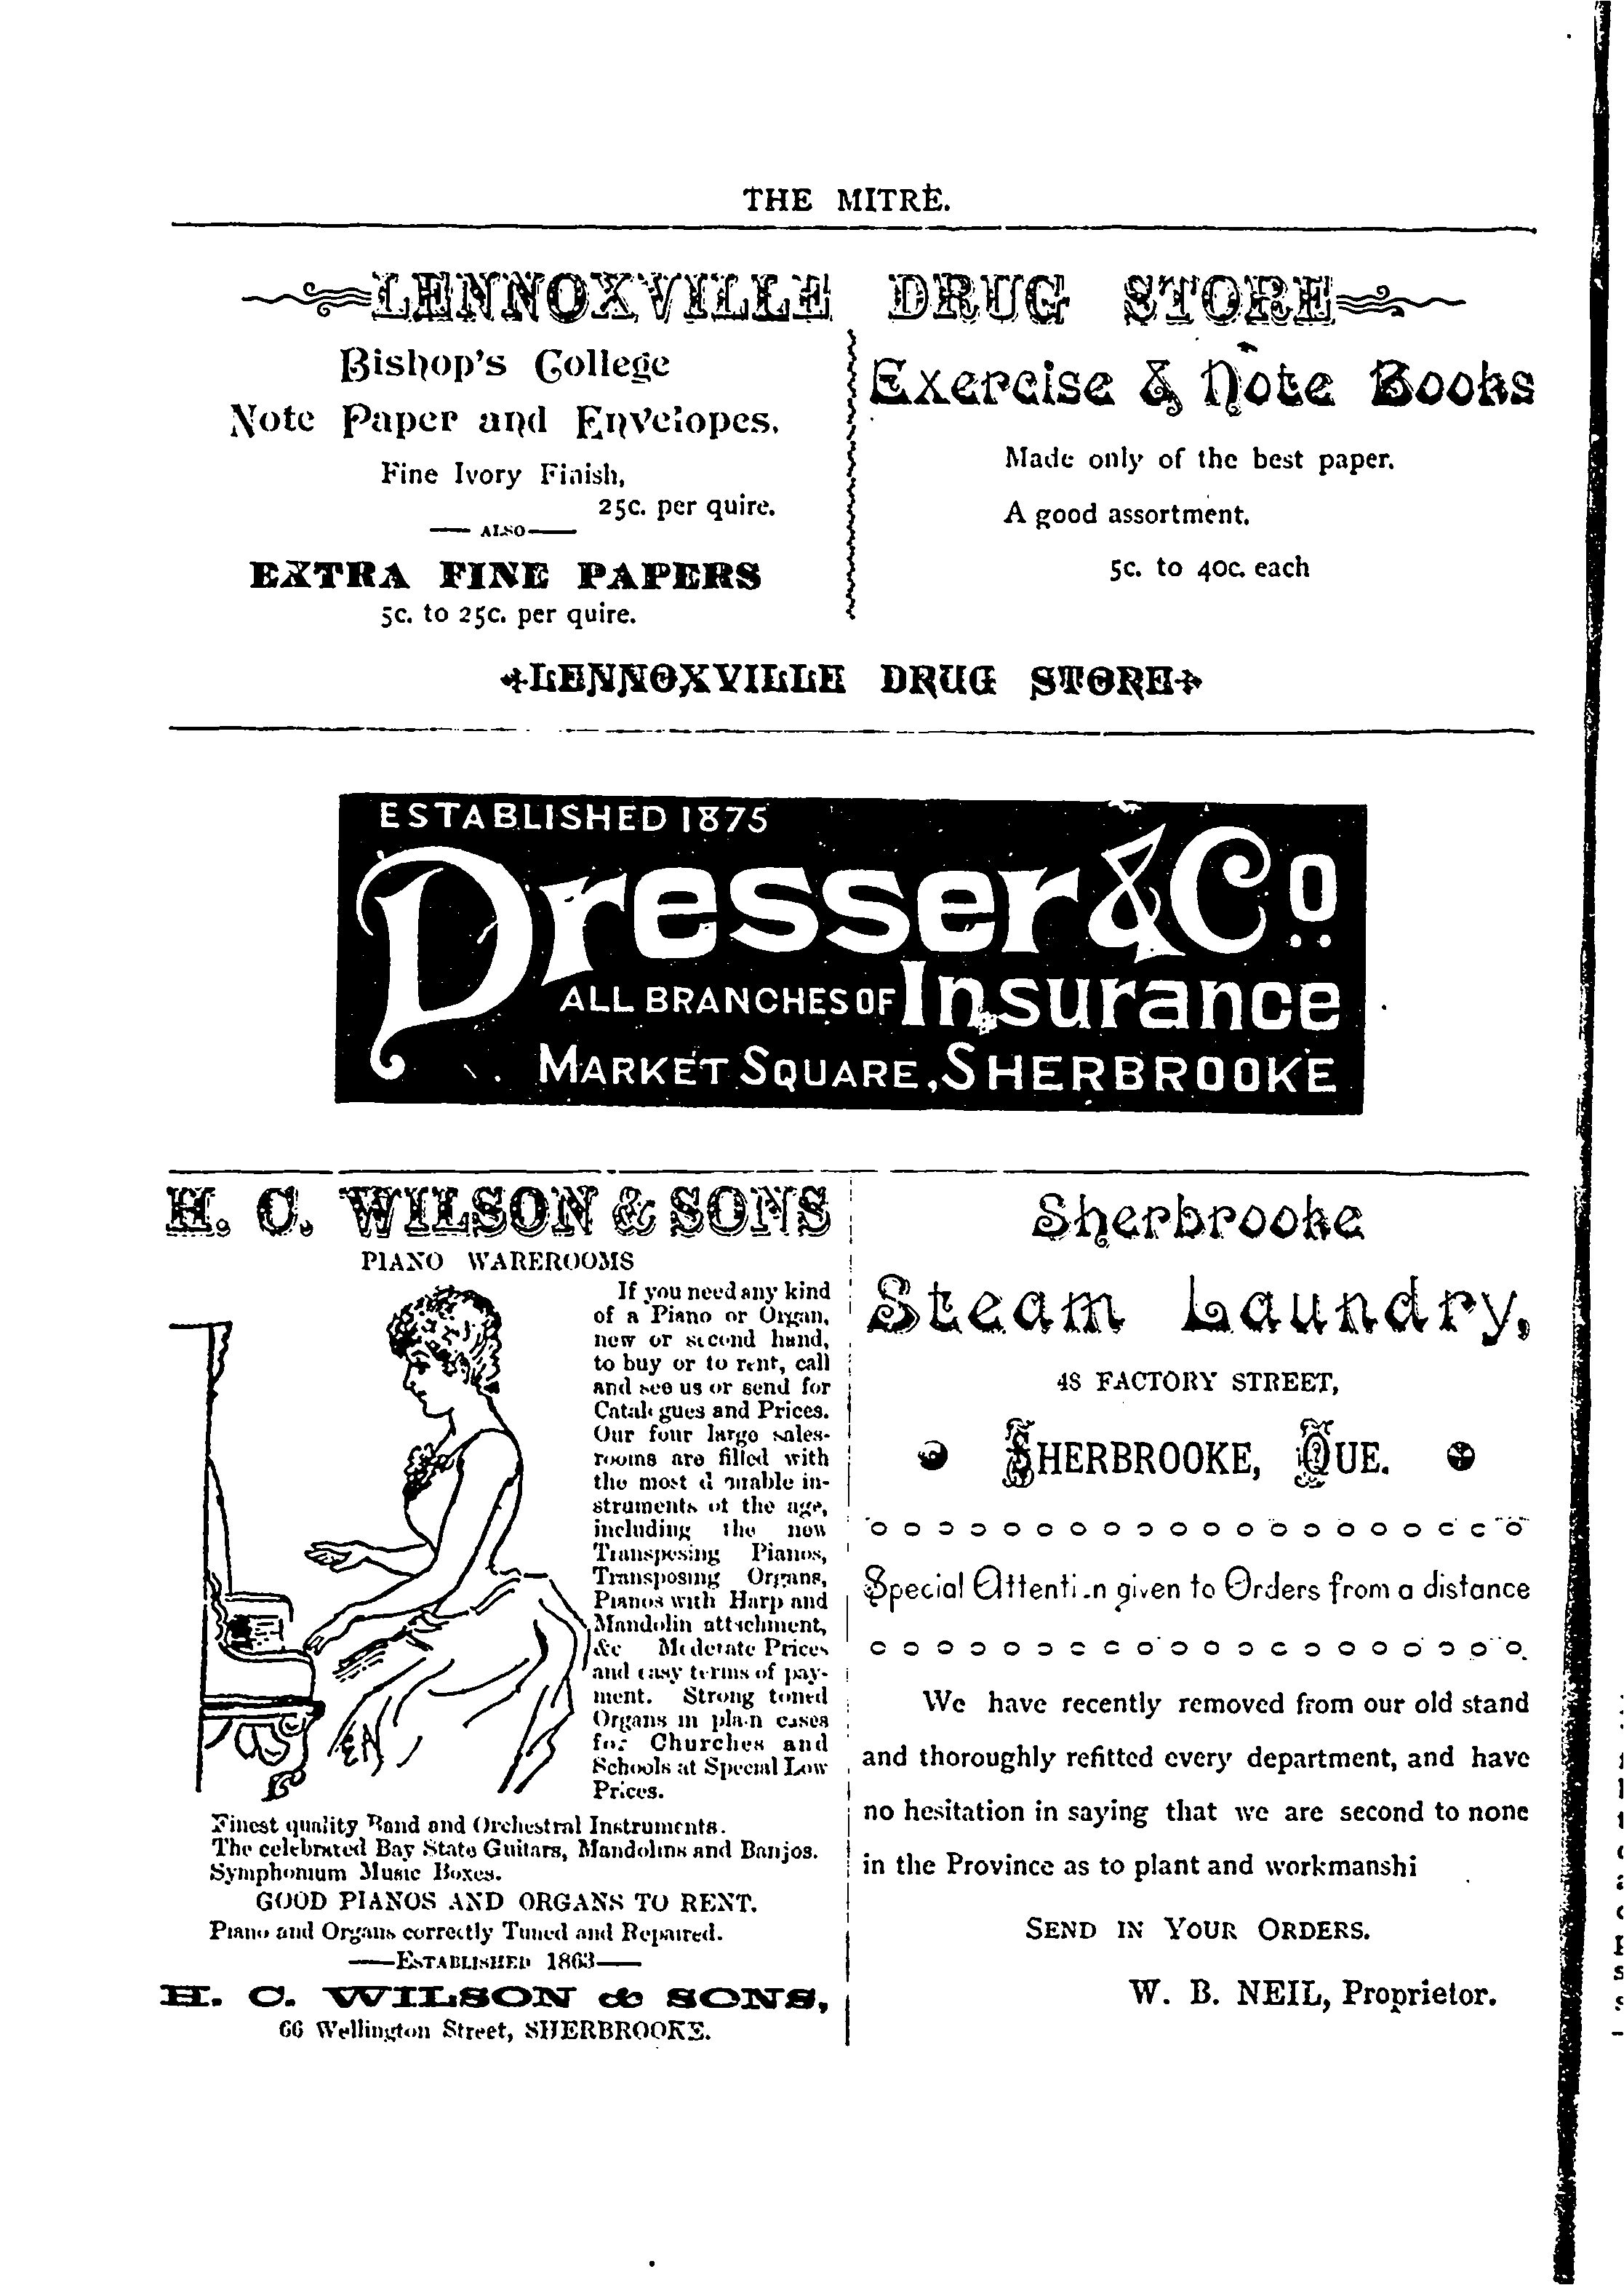 THE MITRE.
LENNOXVILLE DRUG STORE
Bishop's College
Note Paper and Envelopes.
Fine Ivory Finish,
25c. per quire.
ALSO
EXTRA FINE PAPERS
5c. to 25c. per quire.
Exercise & Note Books
Made only of the best paper.
A good assortment.
5c. to 40c. each
LENNOXVILLE DRUG STORE
ESTABLISHED 1875
Dresser & Co.
ALL BRANCHES OF Insurance
MARKET SQUARE, SHERBROOKE
H. C. WILSON & SONS
PIANO WAREROOMS
If you need any kind
of a Piano or Organ,
new or second hand,
to buy or to rent, call
and see us or send for
Catalogues and Prices.
Our four large sales-
rooms are filled with
the most in-
struments of the age,
including the now
Transposing Pianos,
Transposing Organs,
Pianos with Harp and
Mandolin attachment,
&c Moderate Prices
and easy terms of pay-
ment. Strong toned
Organs in plain cases
for Churches and
Schools at Special Low
Prices.
Finest quality Band and Orchestral Instruments.
The celebrated Bay State Guitars, Mandolins and Banjos.
Symphonium Music Boxes.
GOOD PIANOS AND ORGANS TO RENT.
Piano and Organs correctly Tuned and Repaired.
—ESTABLISHED 1863—
H. C. WILSON & SONS,
66 Wellington Street, SHERBROOKE.
Sherbrooke
Steam Laundry,
48 FACTORY STREET,
SHERBROOKE, QUE.
Special Attention given to Orders from a distance
We have recently removed from our old stand
and thoroughly refitted every department, and have
no hesitation in saying that we are second to none
in the Province as to plant and workmanshi
SEND IN YOUR ORDERS.
W. B. NEIL, Proprietor.